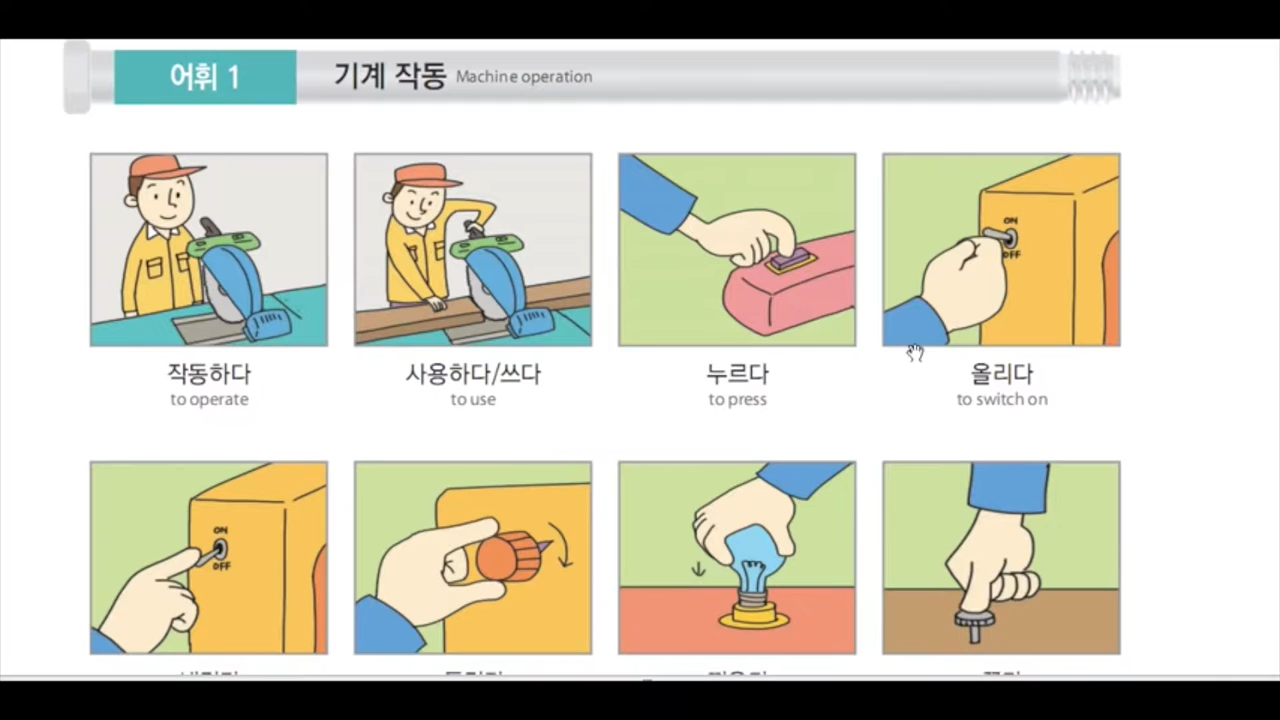 어휘 1
기계 작동 Machine operation
ON
OFF
작동하다
to operate
사용하다/쓰다
to use
누르다
to press
올리다
to switch on
ON
OFF